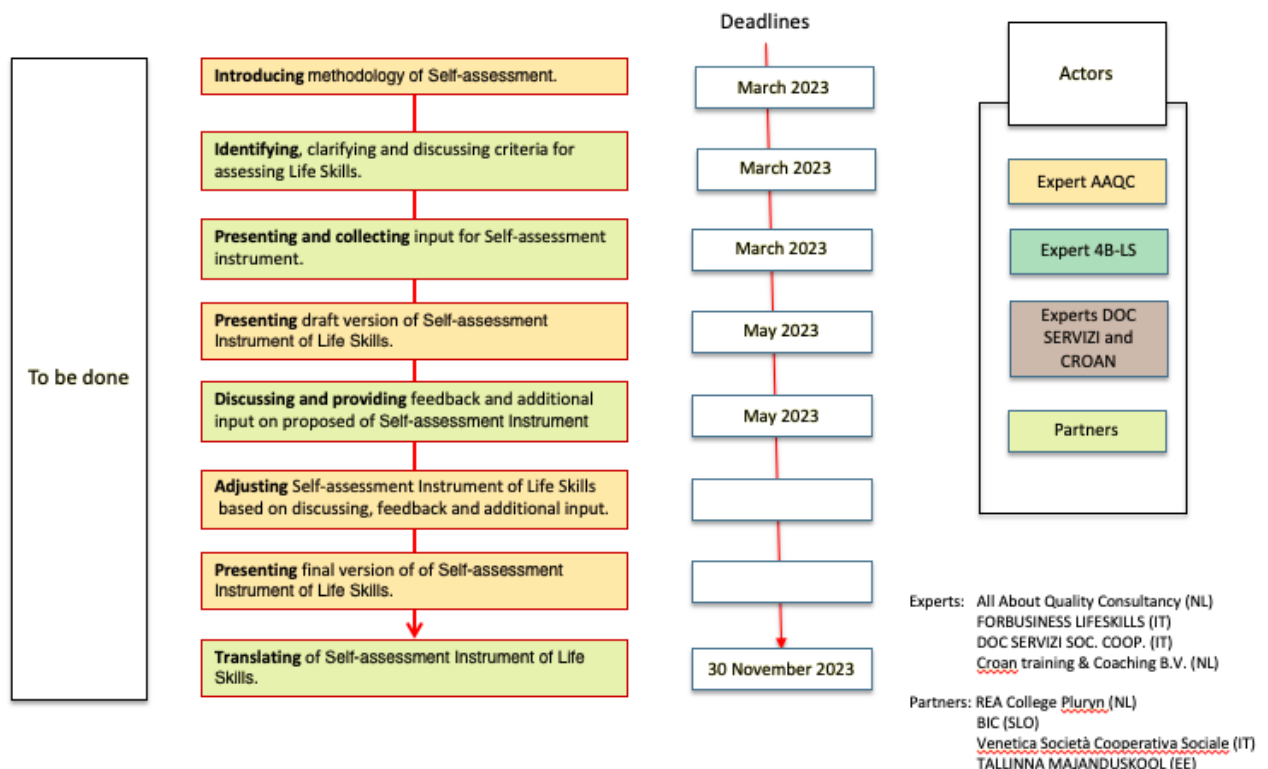 To be done
Introducing methodology of Self-assessment.
Identifying, clarifying and discussing criteria for
assessing Life Skills.
Presenting and collecting input for Self-assessment
instrument.
Presenting draft version of Self-assessment
Instrument of Life Skills.
Discussing and providing feedback and additional
input on proposed of Self-assessment Instrument
Adjusting Self-assessment Instrument of Life Skills
based on discussing, feedback and additional input.
Presenting final version of of Self-assessment
Instrument of Life Skills.
Translating of Self-assessment Instrument of Life
Skills.
Deadlines
March 2023
March 2023
March 2023
May 2023
May 2023
30 November 2023
Actors
Expert AAQC
Expert 4B-LS
Experts DOC
SERVIZI and
CROAN
Partners
Experts: All About Quality Consultancy (NL)
FORBUSINESS LIFESKILLS (IT)
DOC SERVIZI SOC. COOP. (IT)
Croan training & Coaching B.V. (NL)
Partners: REA College Pluryn (NL)
BIC (SLO)
Venetica Società Cooperativa Sociale (IT)
TALLINNA MAJANDUSKOOL (EE)